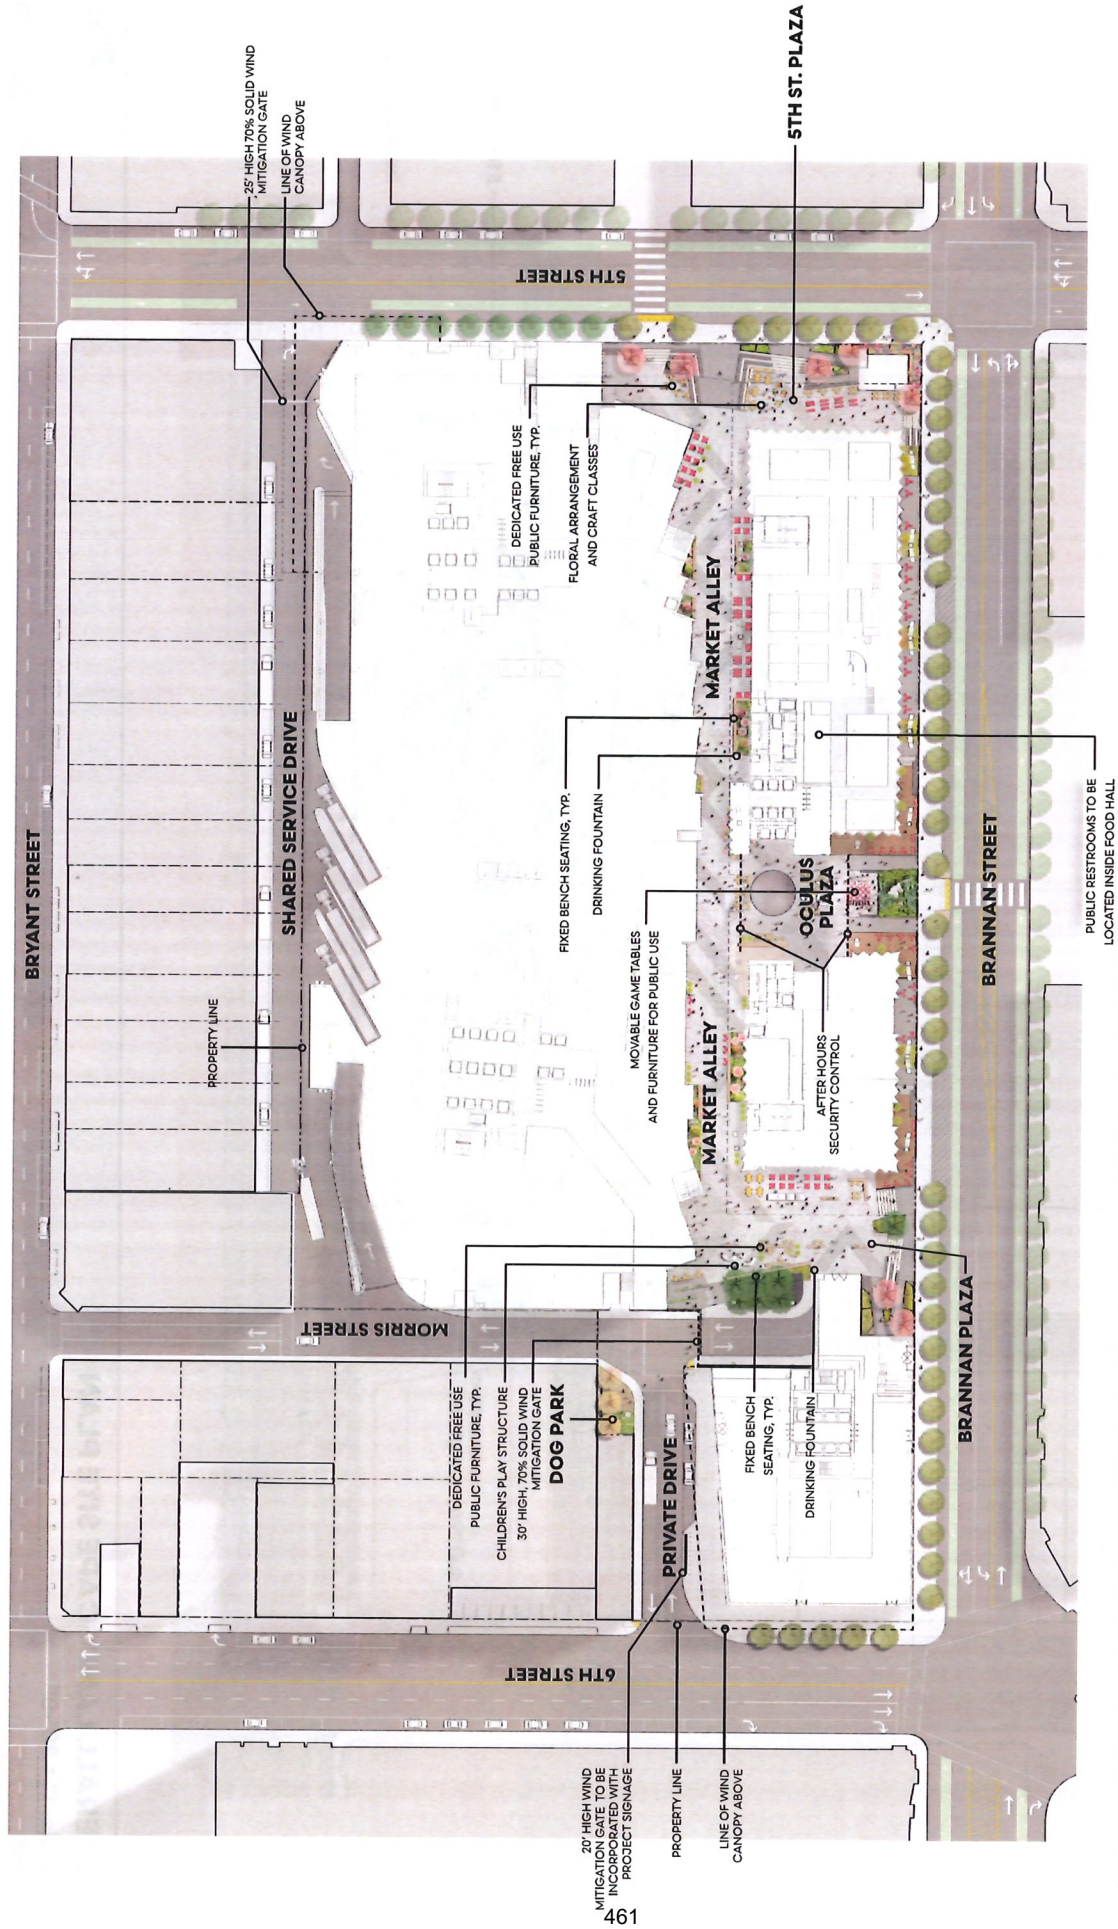 25' HIGH 70% SOLID WIND
MITIGATION GATE
LINE OF WIND
CANOPY ABOVE
5TH ST. PLAZA
5TH STREET
DEDICATED FREE USE
PUBLIC FURNITURE, TYP.
FLORAL ARRANGEMENT
AND CRAFT CLASSES
BRYANT STREET
SHARED SERVICE DRIVE
PROPERTY LINE
FIXED BENCH SEATING, TYP.
DRINKING FOUNTAIN
MOVABLE GAME TABLES
AND FURNITURE FOR PUBLIC USE
MARKET ALLEY
OCULUS
PLAZA
MARKET ALLEY
AFTER HOURS
SECURITY CONTROL
BRANNAN STREET
PUBLIC RESTROOMS TO BE
LOCATED INSIDE FOOD HALL
MORRIS STREET
DEDICATED FREE USE
PUBLIC FURNITURE, TYP.
CHILDREN'S PLAY STRUCTURE
30' HIGH, 70% SOLID WIND
MITIGATION GATE
DOG PARK
PRIVATE DRIVE
FIXED BENCH
SEATING, TYP.
DRINKING FOUNTAIN
BRANNAN PLAZA
6TH STREET
20' HIGH WIND
MITIGATION GATE TO BE
INCORPORATED WITH
PROJECT SIGNAGE
PROPERTY LINE
LINE OF WIND
CANOPY ABOVE
461